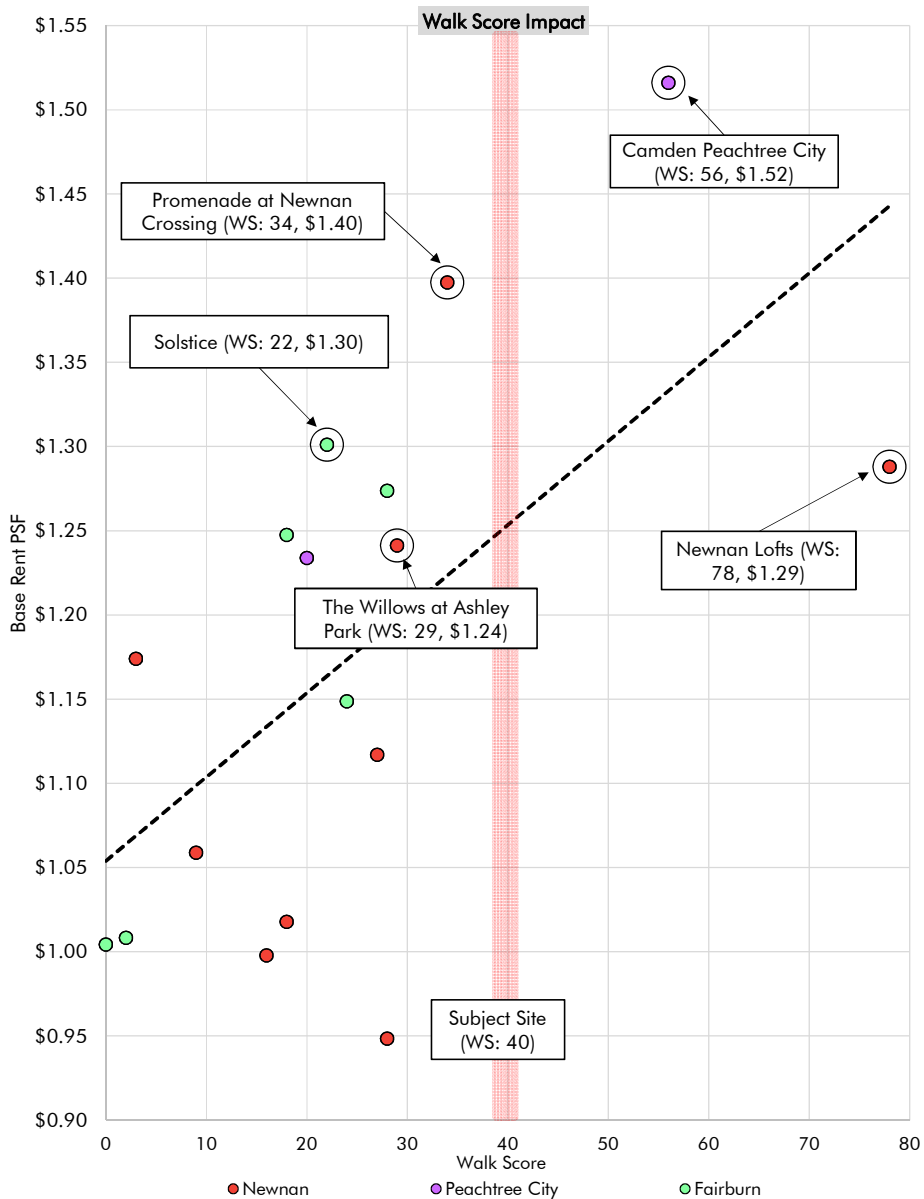 Walk Score Impact
$1.55
$1.50
$1.45
$1.40
$1.35
$1.30
$1.25
$1.20
$1.15
$1.10
$1.05
$1.00
$0.95
$0.90
Base Rent PSF
Camden Peachtree City
(WS: 56, $1.52)
Promenade at Newnan
Crossing (WS: 34, $1.40)
Solstice (WS: 22, $1.30)
Newnan Lofts (WS:
78, $1.29)
The Willows at Ashley
Park (WS: 29, $1.24)
Subject Site
(WS: 40)
0 10 20 30 40 50 60 70 80
Walk Score
Newnan Peachtree City Fairburn